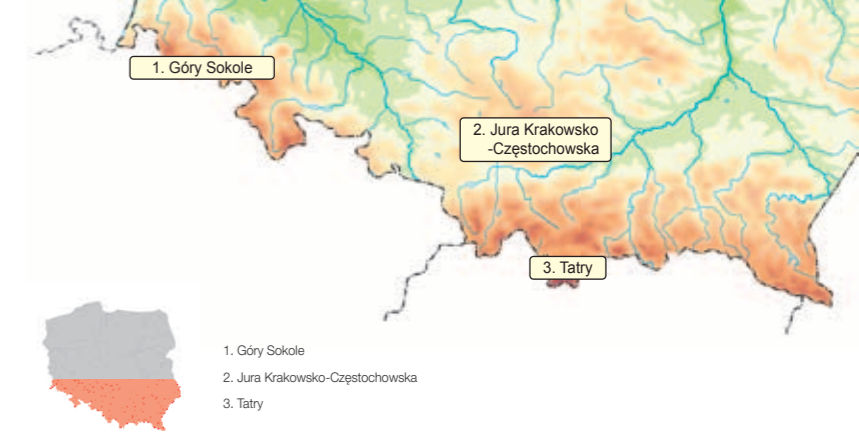 1. Góry Sokole
2. Jura Krakowsko
-Częstochowska
3. Tatry
1. Góry Sokole
2. Jura Krakowsko-Częstochowska
3. Tatry